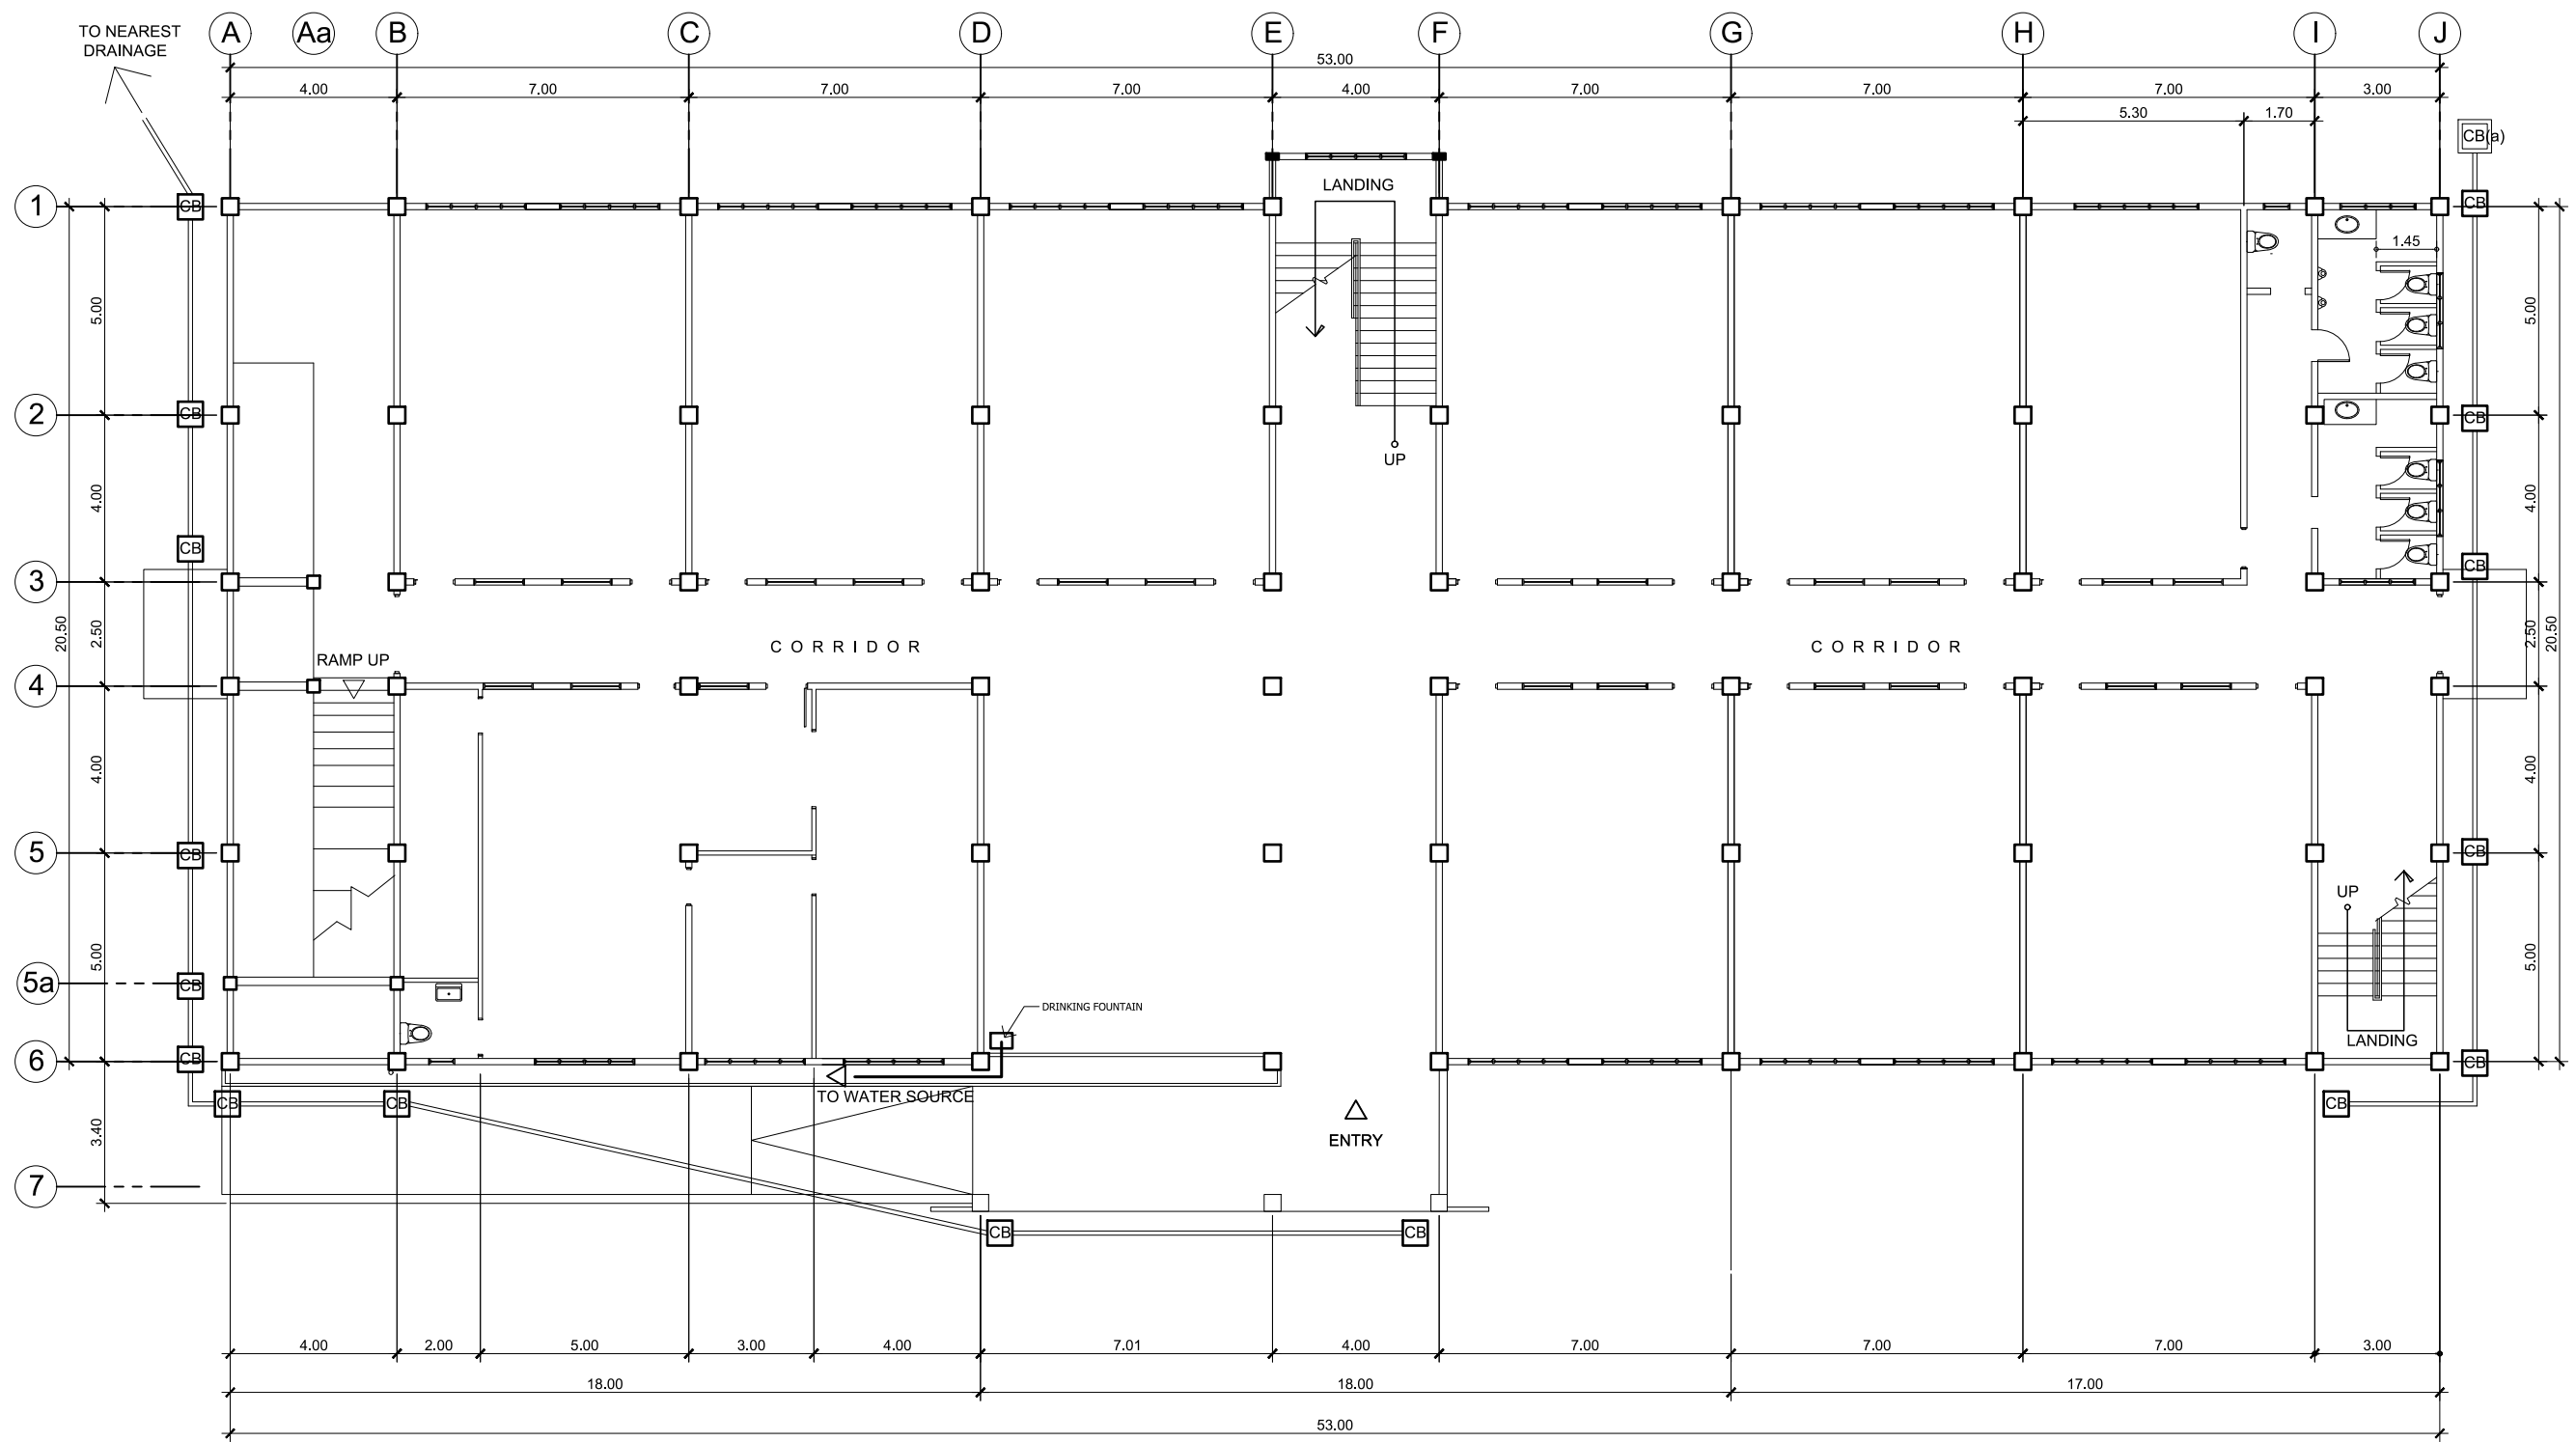 TO NEAREST
DRAINAGE
A Aa B C D E F G H I J
53.00
4.00 7.00 7.00 7.00 4.00 7.00 7.00 7.00 3.00
5.30 1.70
CB(a)
LANDING
1 CB CB
1.45
5.00 5.00
2 CB CB
UP
4.00 4.00
CB CB
3
20.50 2.50 2.50 20.50
CORRIDOR CORRIDOR
RAMP UP
4
4.00 4.00
5 CB CB
UP
5.00 5.00
5a CB
DRINKING FOUNTAIN
LANDING
6 CB CB
TO WATER SOURCE
CB CB CB
3.40
ENTRY
7
CB CB
4.00 2.00 5.00 3.00 4.00 7.01 4.00 7.00 7.00 7.00 3.00
18.00 18.00 17.00
53.00